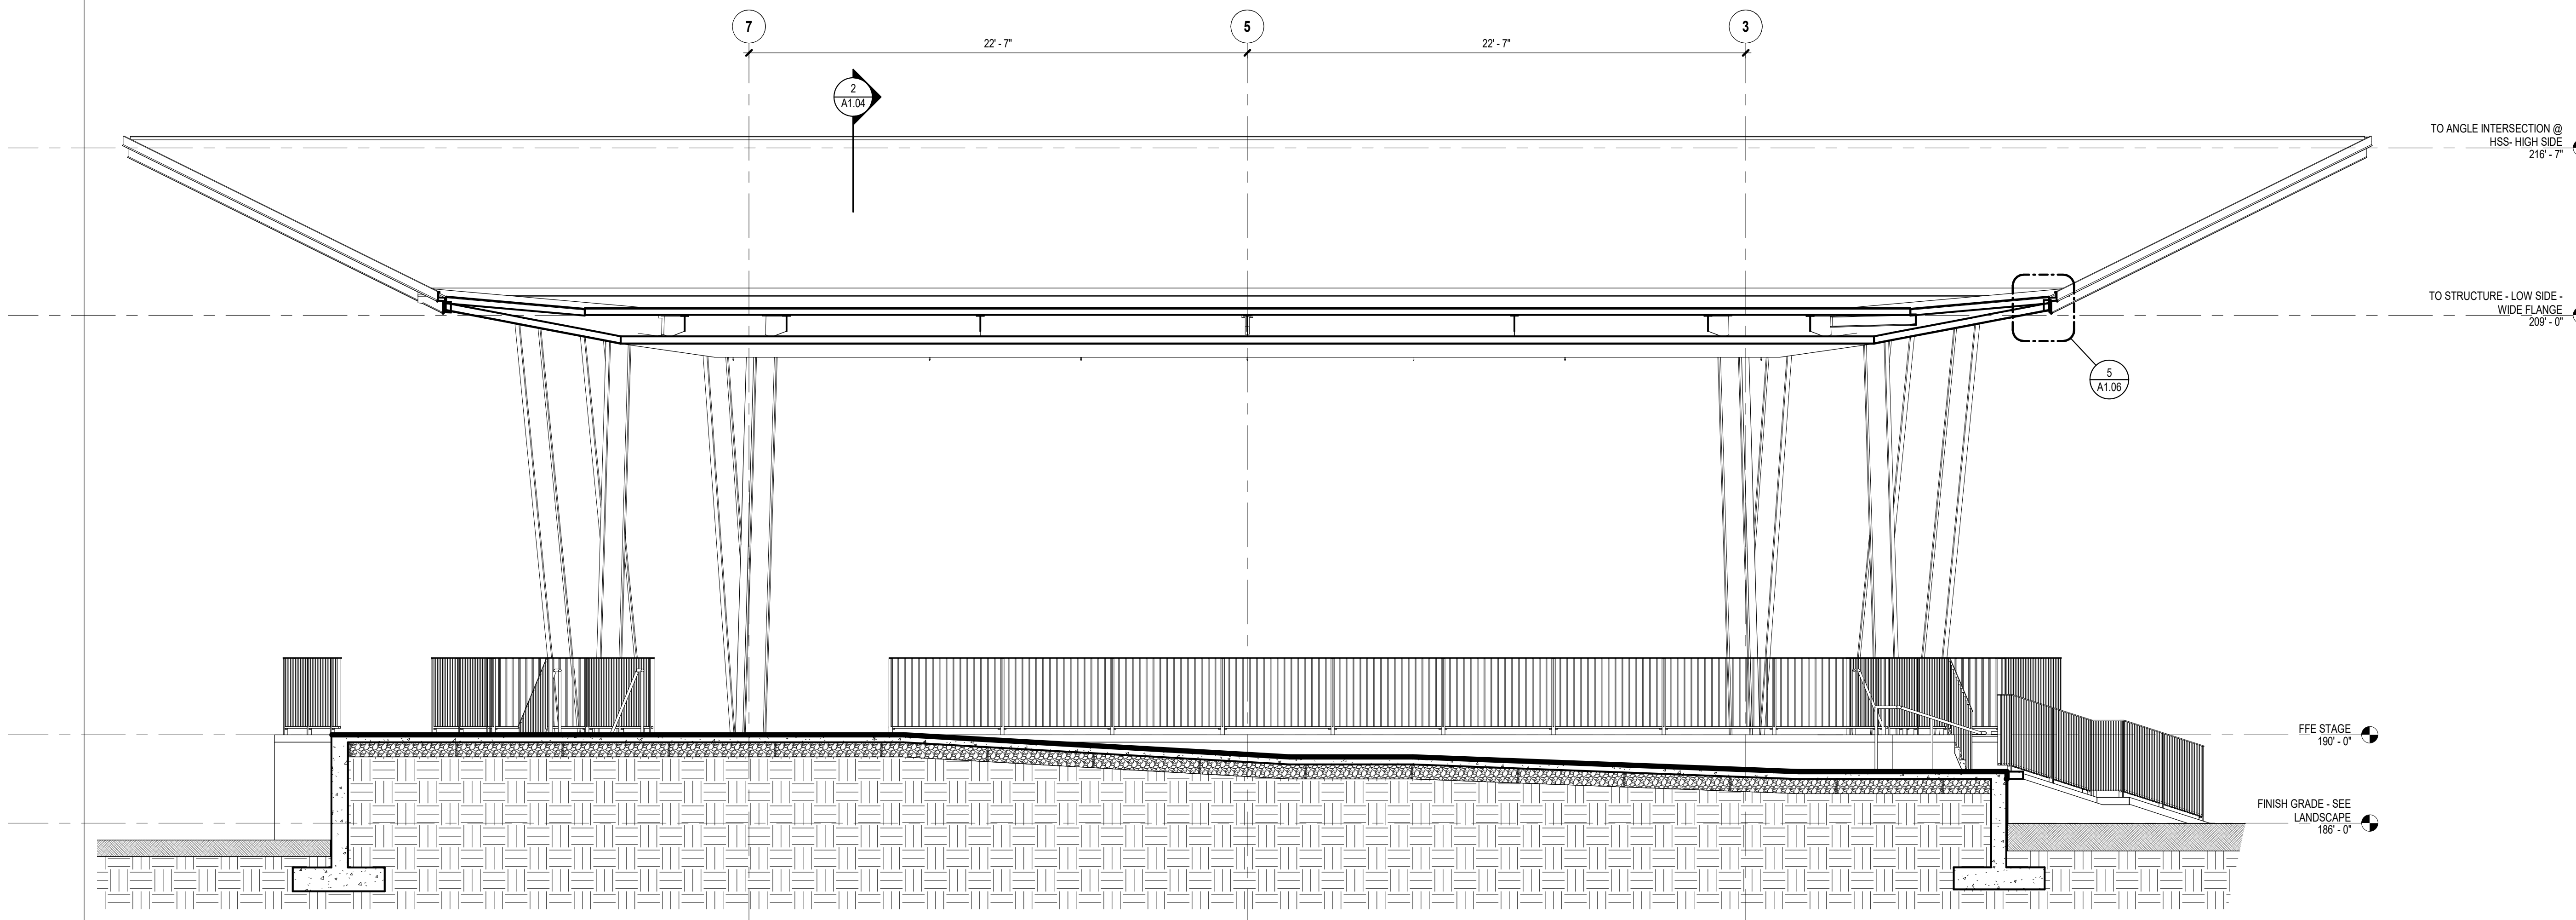 7
5
3
22' - 7"
22' - 7"
2
A1.04
TO ANGLE INTERSECTION @
HSS- HIGH SIDE
216' - 7"
TO STRUCTURE - LOW SIDE -
WIDE FLANGE
209' - 0"
5
A1.06
FFE STAGE
190' - 0"
FINISH GRADE - SEE
LANDSCAPE
186' - 0"